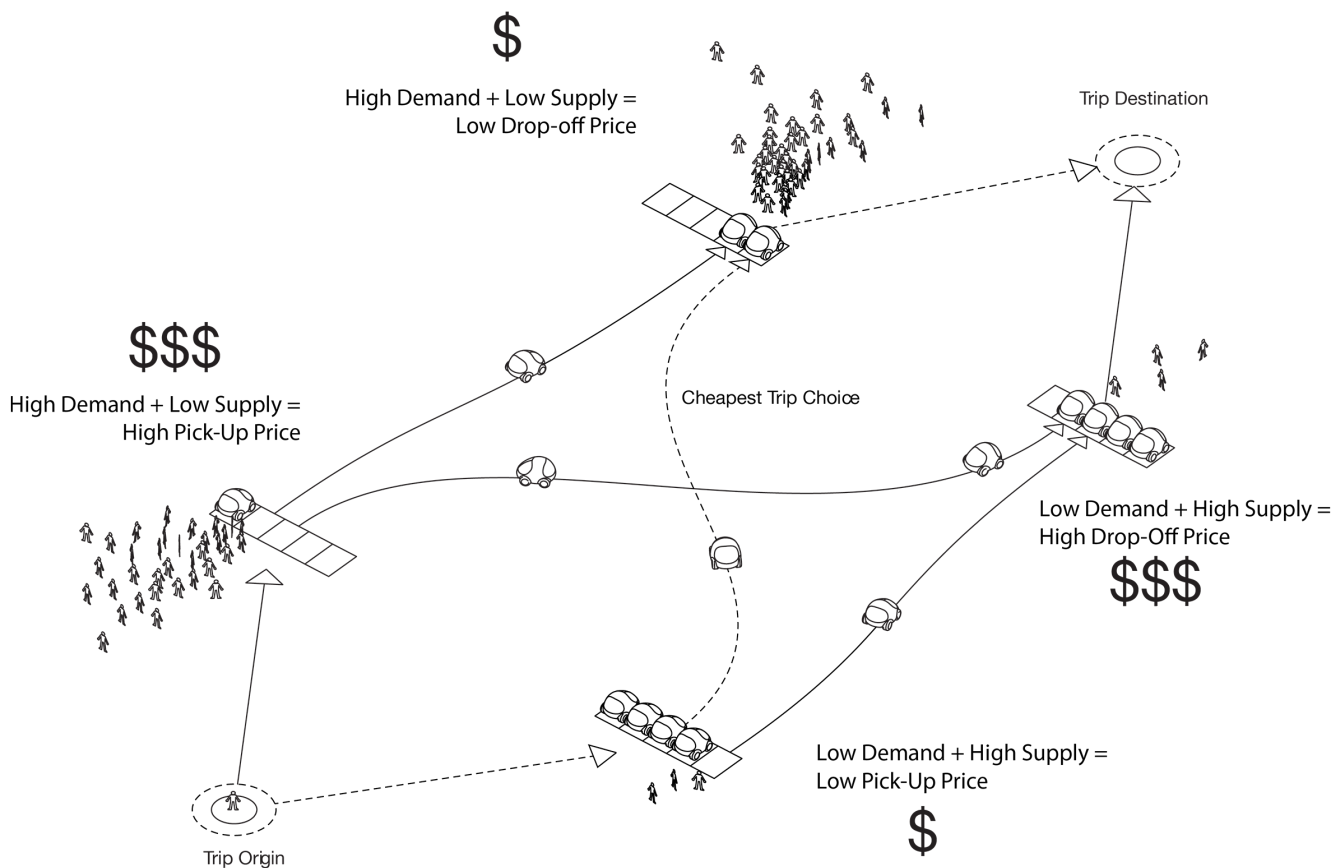 $
High Demand + Low Supply =
Low Drop-off Price
Trip Destination
$$$
High Demand + Low Supply =
High Pick-Up Price
Cheapest Trip Choice
Low Demand + High Supply =
High Drop-Off Price
$$$
Low Demand + High Supply =
Low Pick-Up Price
$
Trip Origin